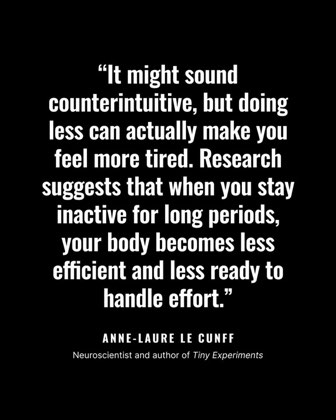 “It might sound
counterintuitive, but doing
less can actually make you
feel more tired. Research
suggests that when you stay
inactive for long periods,
your body becomes less
efficient and less ready to
handle effort.”
ANNE-LAURE LE CUNFF
Neuroscientist and author of Tiny Experiments